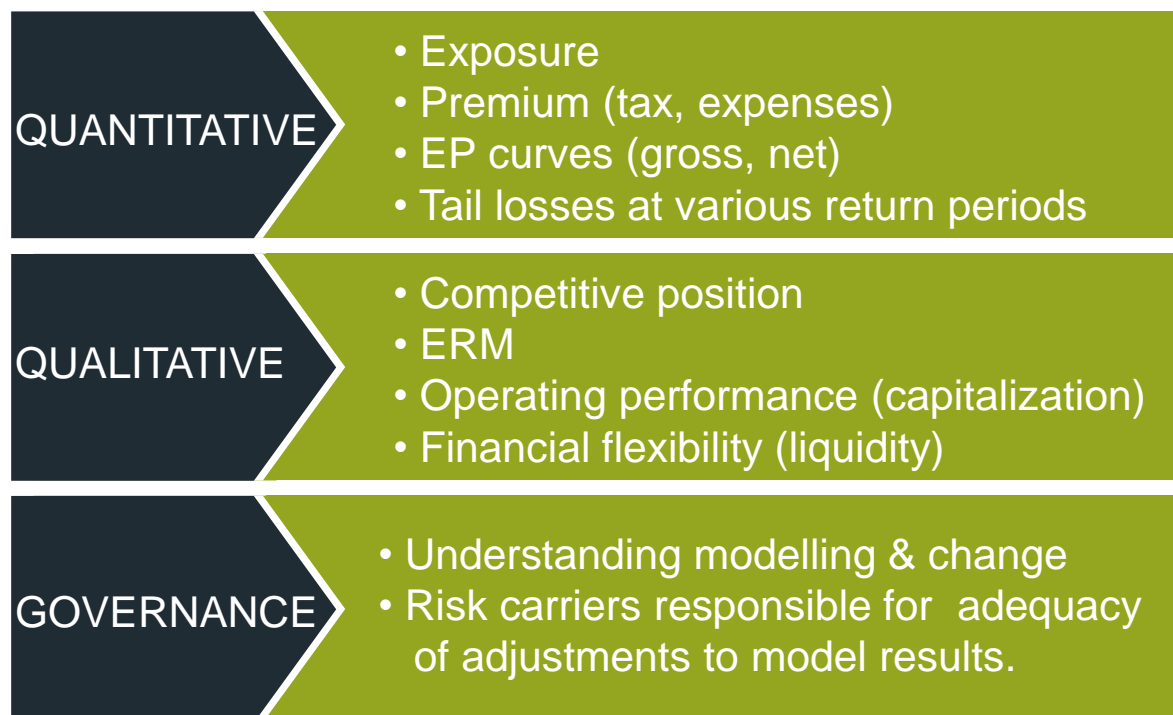 QUANTITATIVE
• Exposure
• Premium (tax, expenses)
• EP curves (gross, net)
• Tail losses at various return periods
QUALITATIVE
• Competitive position
• ERM
• Operating performance (capitalization)
• Financial flexibility (liquidity)
GOVERNANCE
• Understanding modelling & change
• Risk carriers responsible for  adequacy
of adjustments to model results.